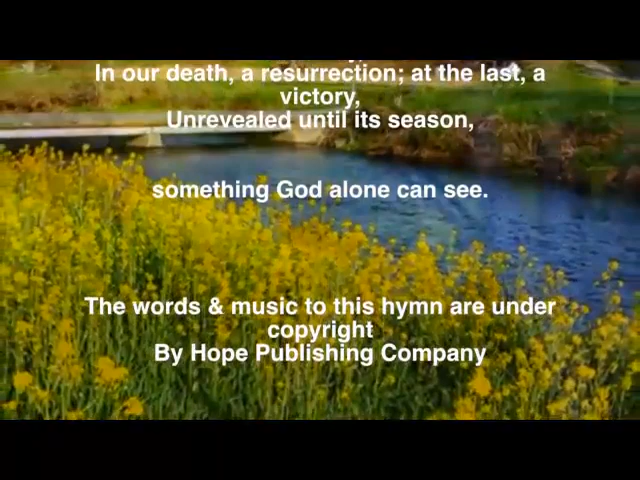 In our death, a resurrection; at the last, a
victory,
Unrevealed until its season,
something God alone can see.
The words & music to this hymn are under
copyright
By Hope Publishing Company